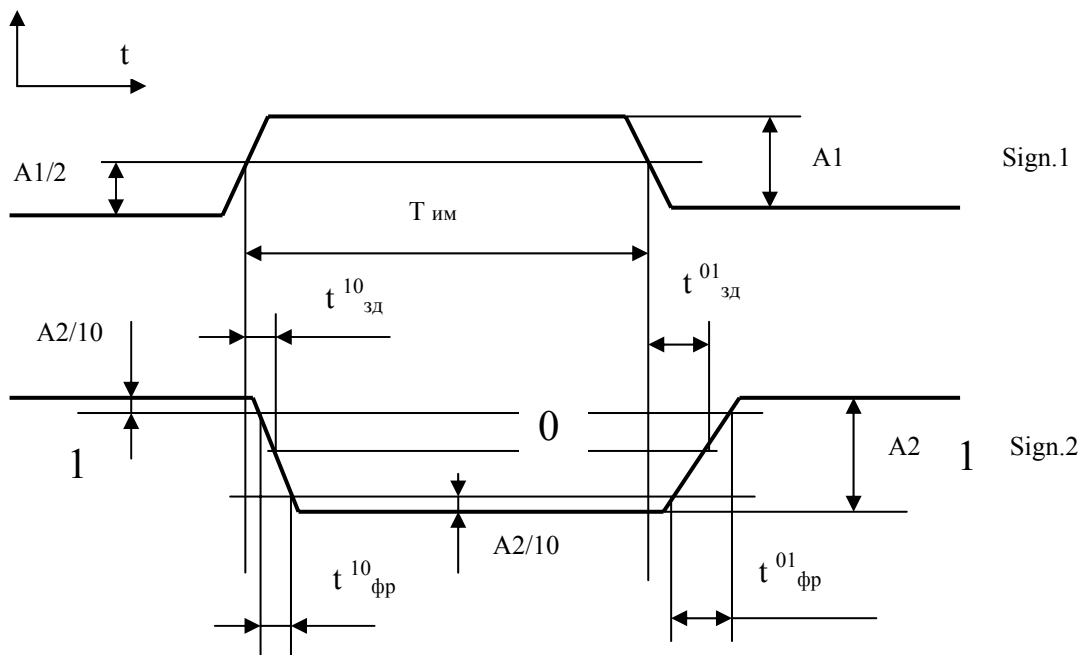 t
A1/2
A1
Sign.1
T им
t 10 зд
t 01 зд
A2/10
0
1
A2
1
Sign.2
A2/10
t 10 фр
t 01 фр